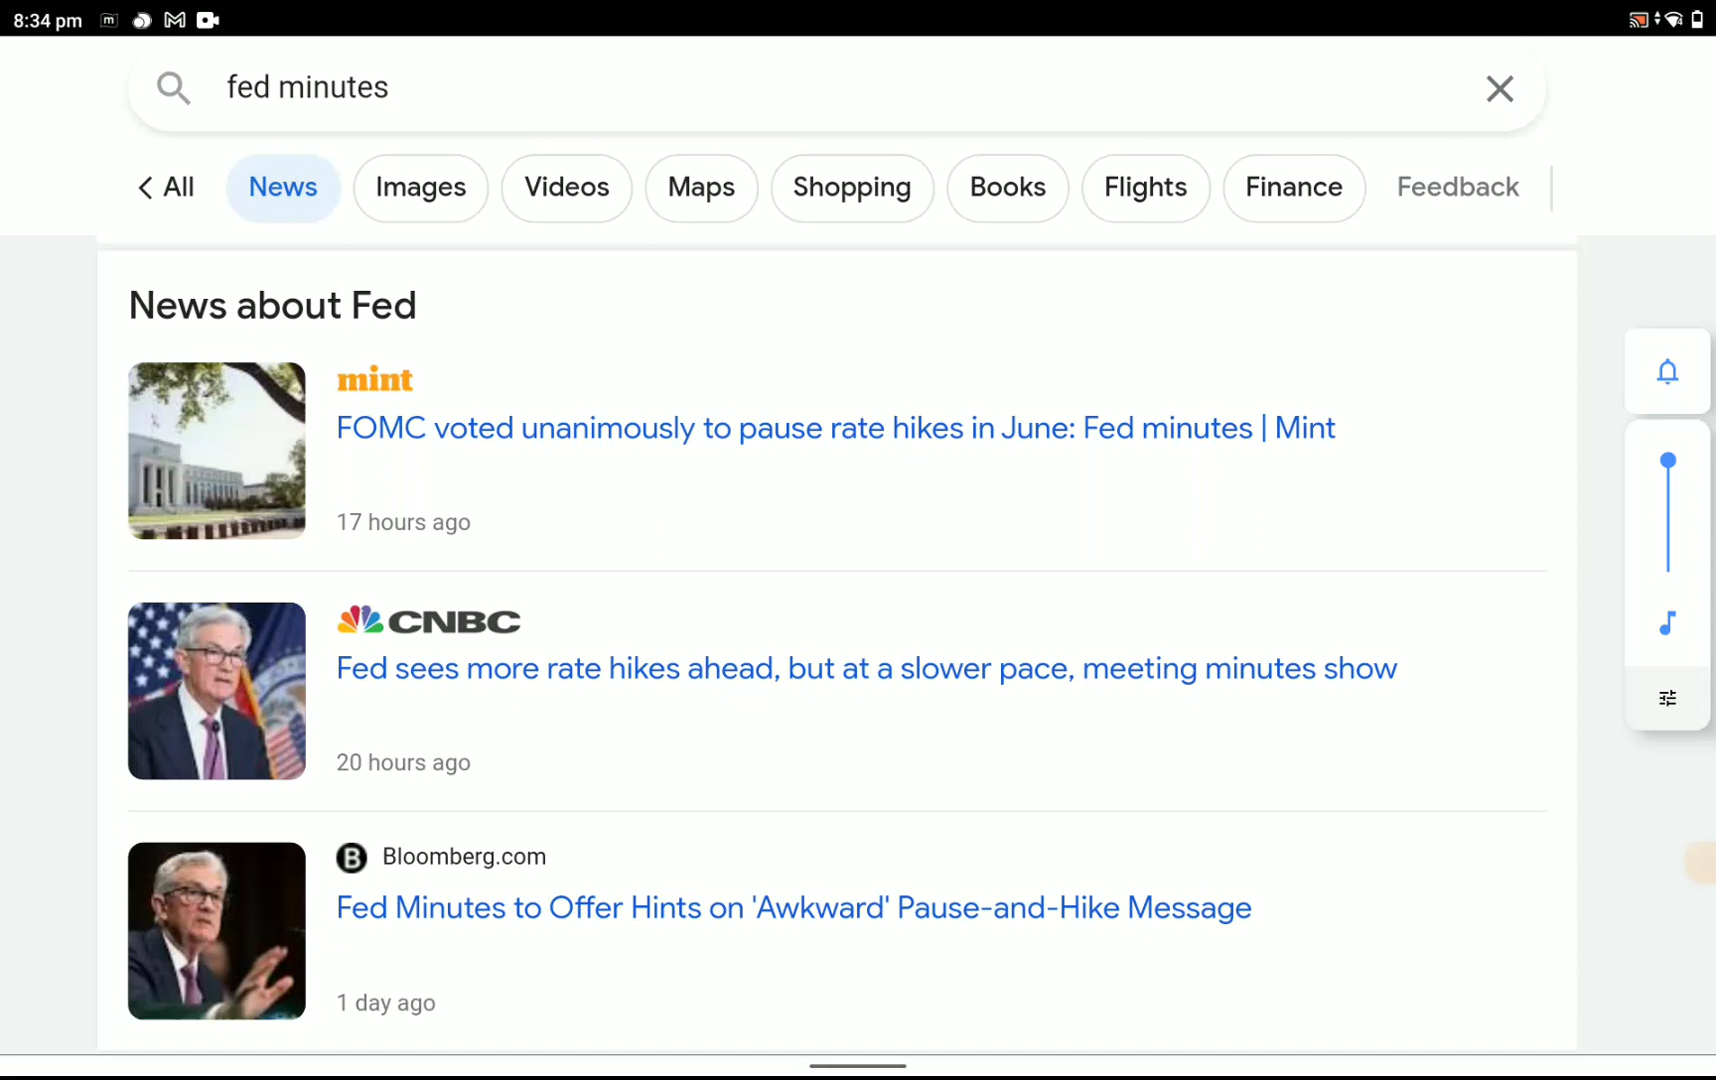 8:34 pm
fed minutes
All
News
Images
Videos
Maps
Shopping
Books
Flights
Finance
Feedback
News about Fed
mint
FOMC voted unanimously to pause rate hikes in June: Fed minutes | Mint
17 hours ago
CNBC
Fed sees more rate hikes ahead, but at a slower pace, meeting minutes show
20 hours ago
B Bloomberg.com
Fed Minutes to Offer Hints on 'Awkward' Pause-and-Hike Message
1 day ago